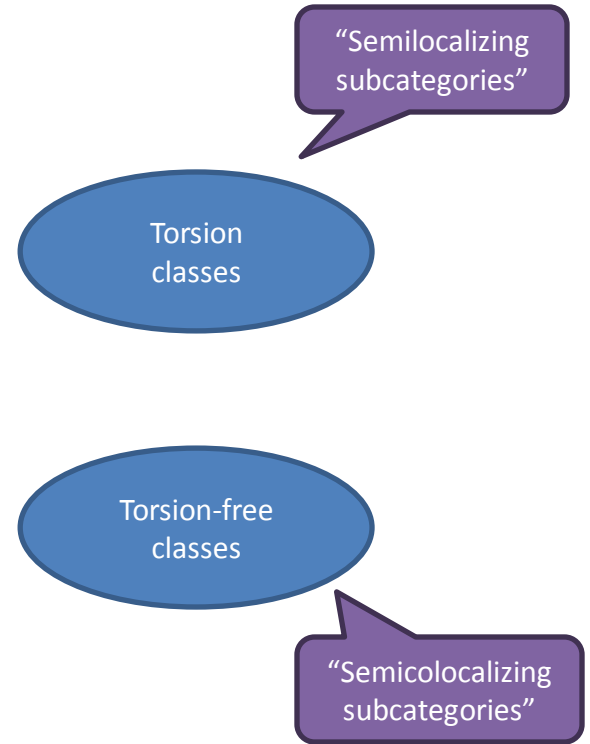 “Semilocalizing
subcategories”
Torsion
classes
Torsion-free
classes
“Semicolocalizing
subcategories”